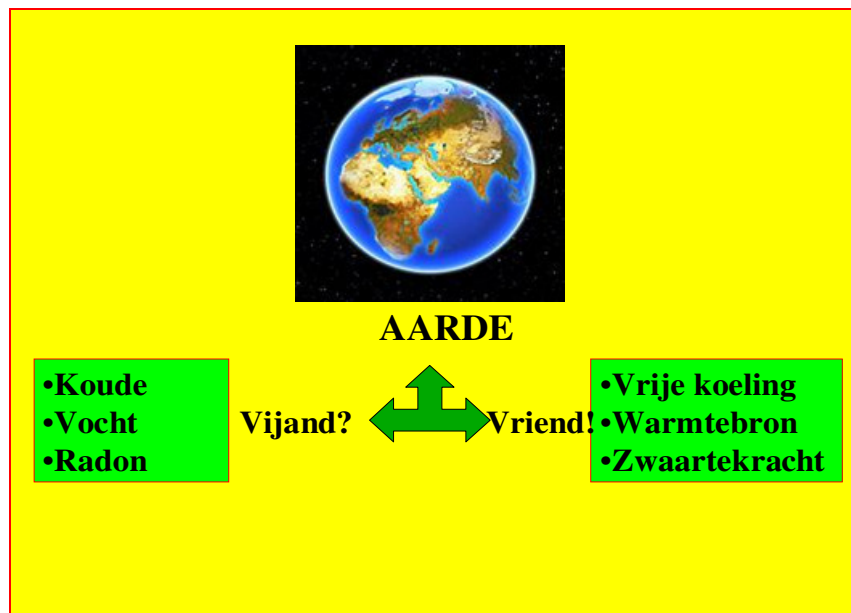 AARDE
•Koude
•Vocht
•Radon
Vijand?
Vriend!
•Vrije koeling
•Warmtebron
•Zwaartekracht